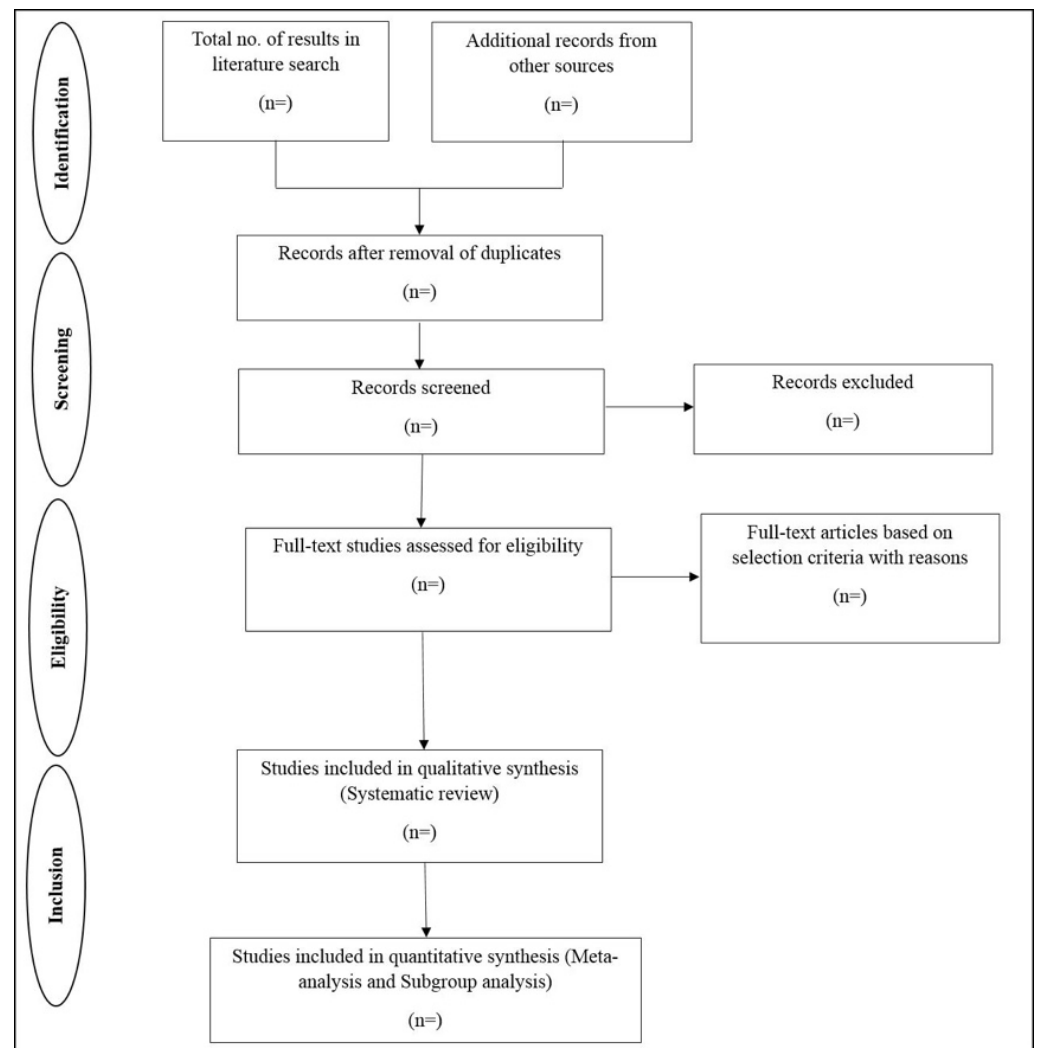 Identification
Total no. of results in
literature search
(n=)
Additional records from
other sources
(n=)
Records after removal of duplicates
(n=)
Screening
Records screened
(n=)
Records excluded
(n=)
Eligibility
Full-text studies assessed for eligibility
(n=)
Full-text articles based on
selection criteria with reasons
(n=)
Inclusion
Studies included in qualitative synthesis
(Systematic review)
(n=)
Studies included in quantitative synthesis (Meta-
analysis and Subgroup analysis)
(n=)